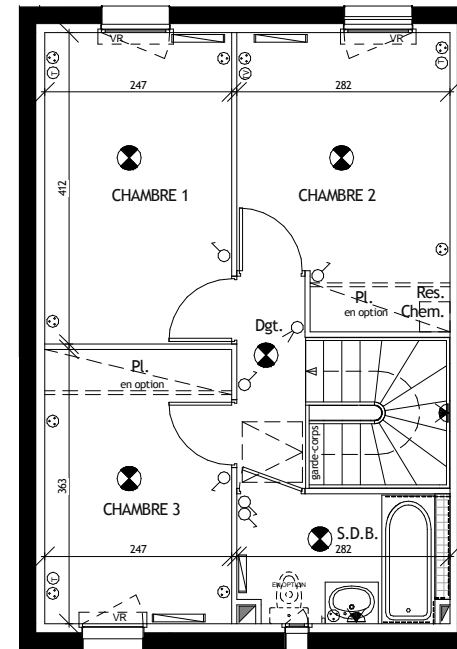 VR
VR
T
TV
T
247
282
412
CHAMBRE 1
CHAMBRE 2
Dgt.
Pl.
en option
Res.
Chem.
Pl.
en option
garde-corps
363
CHAMBRE 3
S.D.B.
247
282
EN OPTION
T
VR